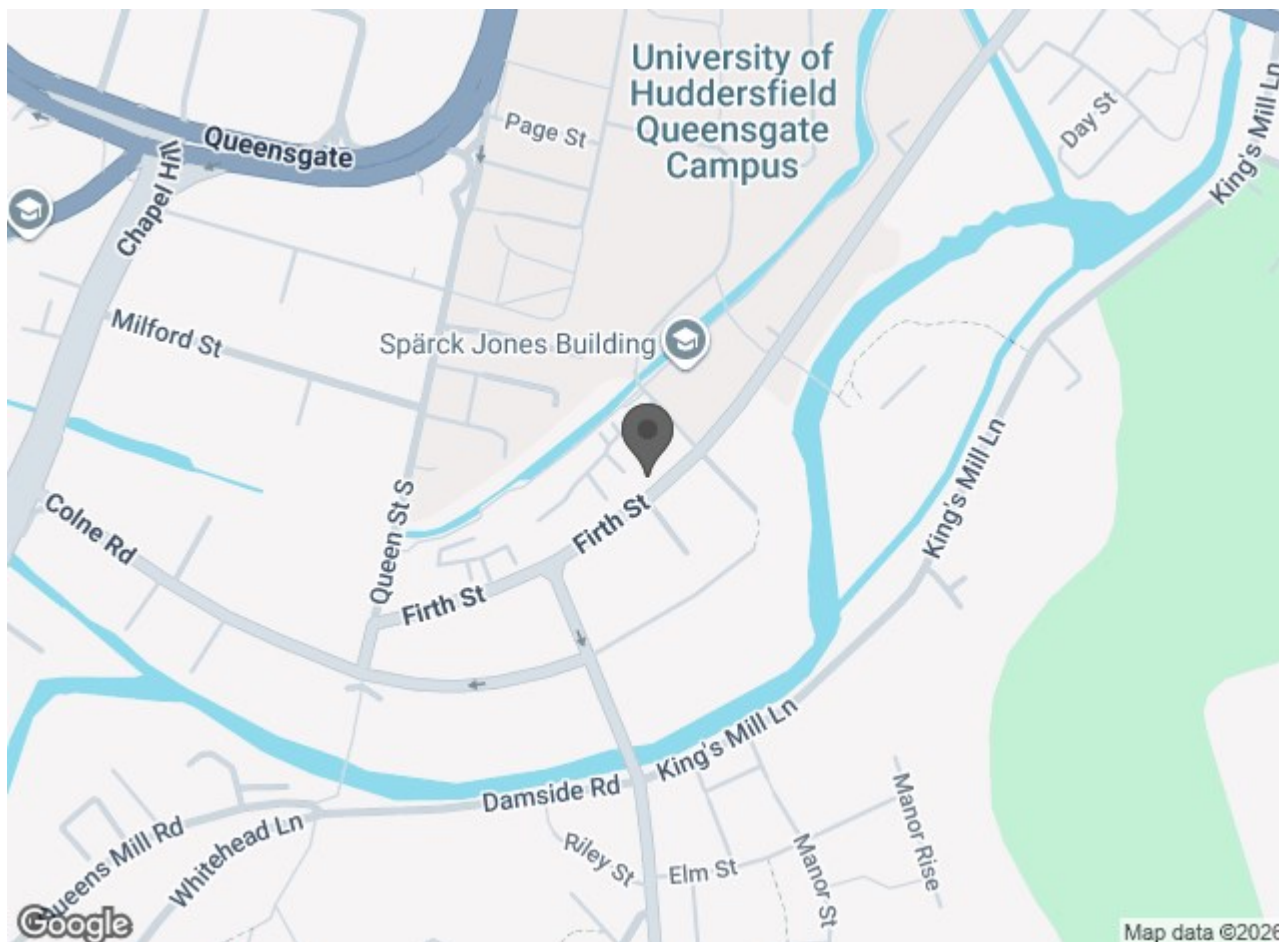 University of
Huddersfield
Queensgate
Campus
Page St
Day St
King's Mill Ln
Queensgate
Chapel Hill
Milford St
Spärck Jones Building
Queen St S
Colne Rd
Firth St
Firth St
King's Mill Ln
King's Mill Ln
Damside Rd
Queens Mill Rd
Whitehead Ln
Riley St
Elm St
Manor St
Manor Rise
Google
Map data ©2026